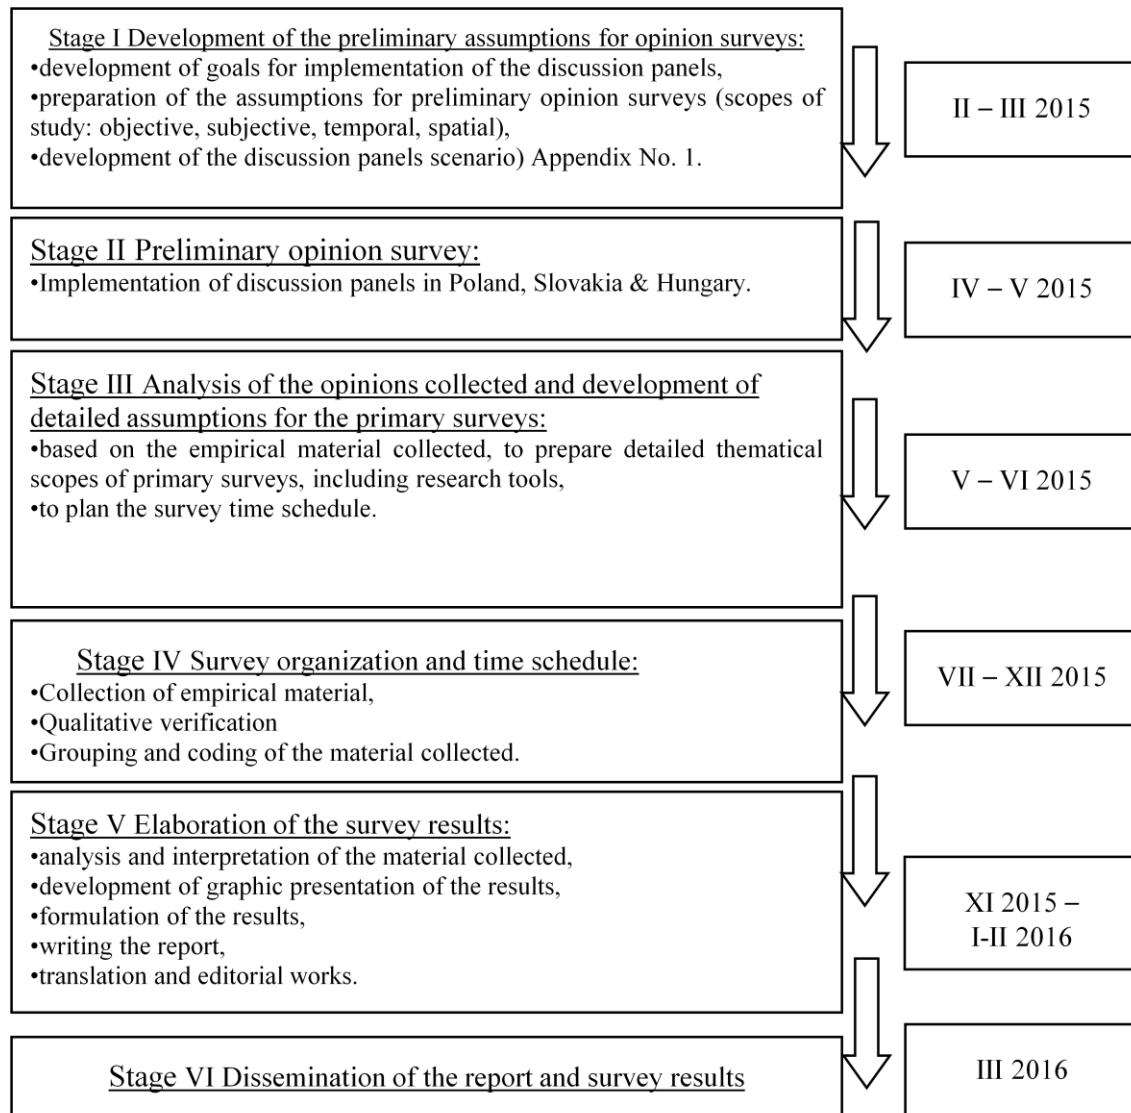 Stage I Development of the preliminary assumptions for opinion surveys:
•development of goals for implementation of the discussion panels,
•preparation of the assumptions for preliminary opinion surveys (scopes of
study: objective, subjective, temporal, spatial),
•development of the discussion panels scenario) Appendix No. 1.
II – III 2015
Stage II Preliminary opinion survey:
•Implementation of discussion panels in Poland, Slovakia & Hungary.
IV – V 2015
Stage III Analysis of the opinions collected and development of
detailed assumptions for the primary surveys:
•based on the empirical material collected, to prepare detailed thematical
scopes of primary surveys, including research tools,
•to plan the survey time schedule.
V – VI 2015
Stage IV Survey organization and time schedule:
•Collection of empirical material,
•Qualitative verification
•Grouping and coding of the material collected.
VII – XII 2015
Stage V Elaboration of the survey results:
•analysis and interpretation of the material collected,
•development of graphic presentation of the results,
•formulation of the results,
•writing the report,
•translation and editorial works.
XI 2015 –
I-II 2016
Stage VI Dissemination of the report and survey results
III 2016